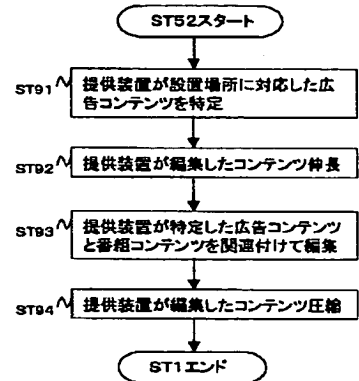 ST52スタート
ST91
提供装置が設置場所に対応した広
告コンテンツを特定
ST92
提供装置が編集したコンテンツ伸長
ST93
提供装置が特定した広告コンテンツ
と番組コンテンツを関連付けて編集
ST94
提供装置が編集したコンテンツ圧縮
ST1エンド